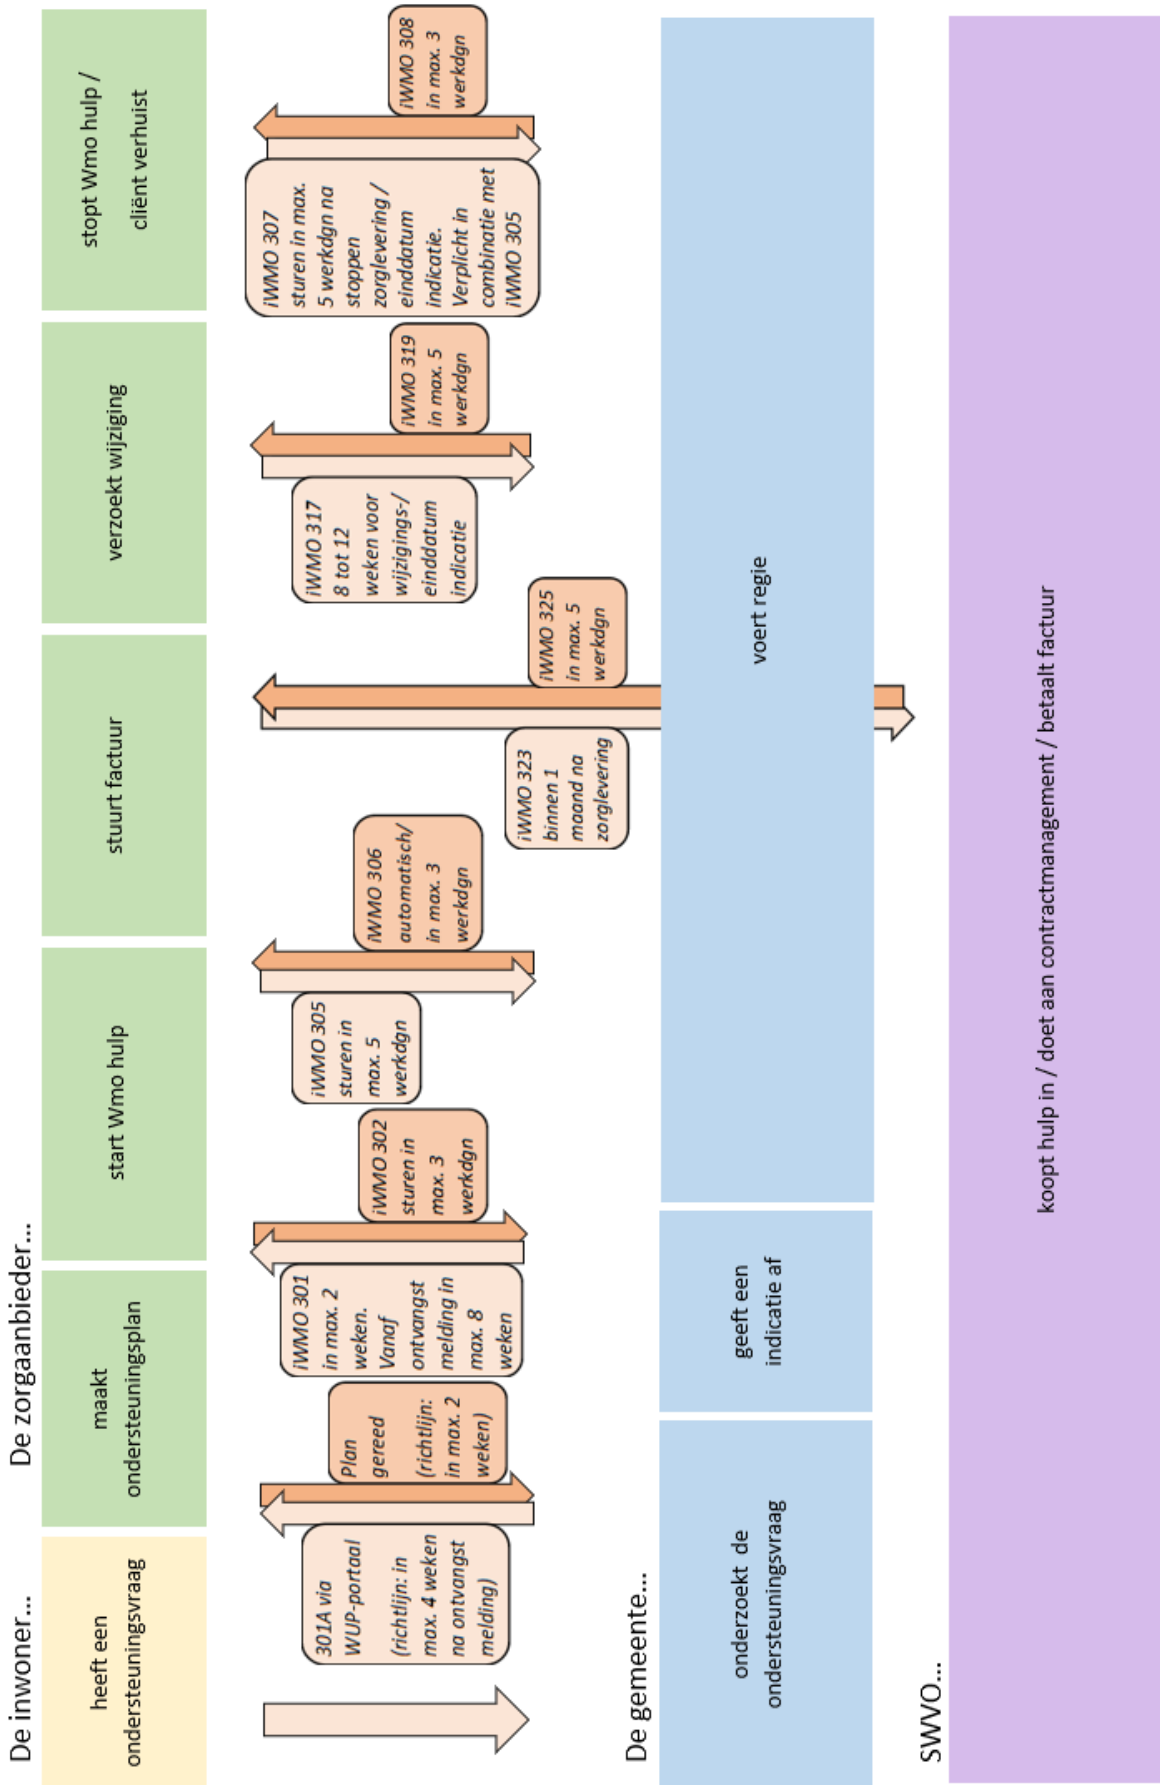 De inwoner...
De zorgaanbieder...
heeft een
ondersteuningsvraag
maakt
ondersteuningsplan
start Wmo hulp
stuurt factuur
verzoekt wijziging
stopt Wmo hulp /
cliënt verhuist
301A via
WUP-portaal
(richtlijn: in
max. 4 weken
na ontvangst
melding)
Plan
gereed
(richtlijn:
in max. 2
weken)
iWMO 301
in max. 2
weken.
Vanaf
ontvangst
melding in
max. 8
weken
iWMO 302
sturen in
max. 3
werkdgn
iWMO 305
sturen in
max. 5
werkdgn
iWMO 306
automatisch/
in max. 3
werkdgn
iWMO 323
binnen 1
maand na
zorglevering
iWMO 325
in max. 5
werkdgn
iWMO 317
8 tot 12
weken voor
wijzigings-/
einddatum
indicatie
iWMO 319
in max. 5
werkdgn
iWMO 307
sturen in max.
5 werkdgn na
stoppen
zorglevering /
einddatum
indicatie.
Verplicht in
combinatie met
iWMO 305
iWMO 308
in max. 3
werkdgn
De gemeente...
onderzoekt de
ondersteuningsvraag
geeft een
indicatie af
voert regie
SWVO...
koopt hulp in / doet aan contractmanagement / betaalt factuur